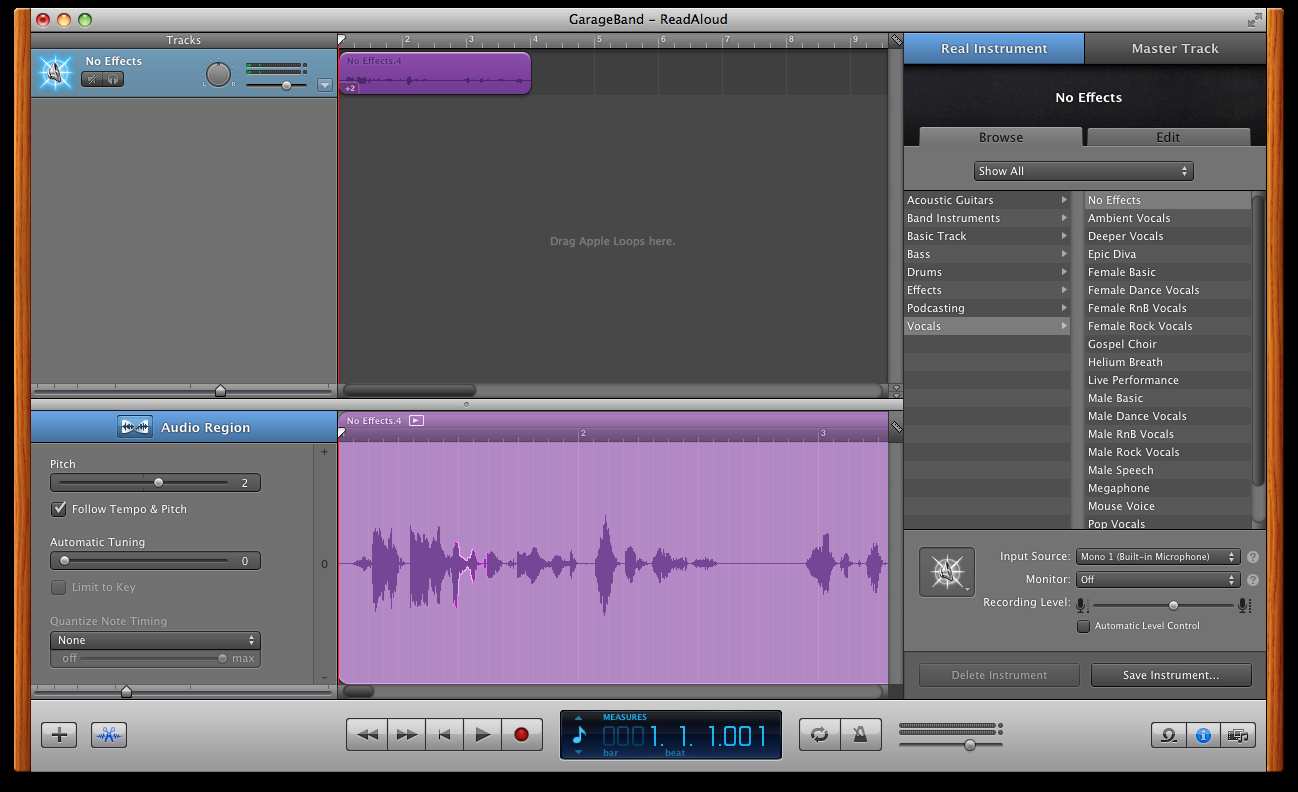 GarageBand – ReadAloud
Tracks
2 3 4 5 6 7 8 9
No Effects
L R
No Effects.4
+2
Drag Apple Loops here.
Real Instrument
Master Track
No Effects
Browse
Edit
Show All
Acoustic Guitars
Band Instruments
Basic Track
Bass
Drums
Effects
Podcasting
Vocals
No Effects
Ambient Vocals
Deeper Vocals
Epic Diva
Female Basic
Female Dance Vocals
Female RnB Vocals
Female Rock Vocals
Gospel Choir
Helium Breath
Live Performance
Male Basic
Male Dance Vocals
Male RnB Vocals
Male Rock Vocals
Male Speech
Megaphone
Mouse Voice
Pop Vocals
Audio Region
Pitch
2
Follow Tempo & Pitch
Automatic Tuning
0
Limit to Key
Quantize Note Timing
None
off max
+
0
–
No Effects.4
2 3
Input Source: Mono 1 (Built-in Microphone) ?
Monitor: Off ?
Recording Level:
Automatic Level Control
Delete Instrument
Save Instrument...
MEASURES
0001. 1. 1.001
bar beat